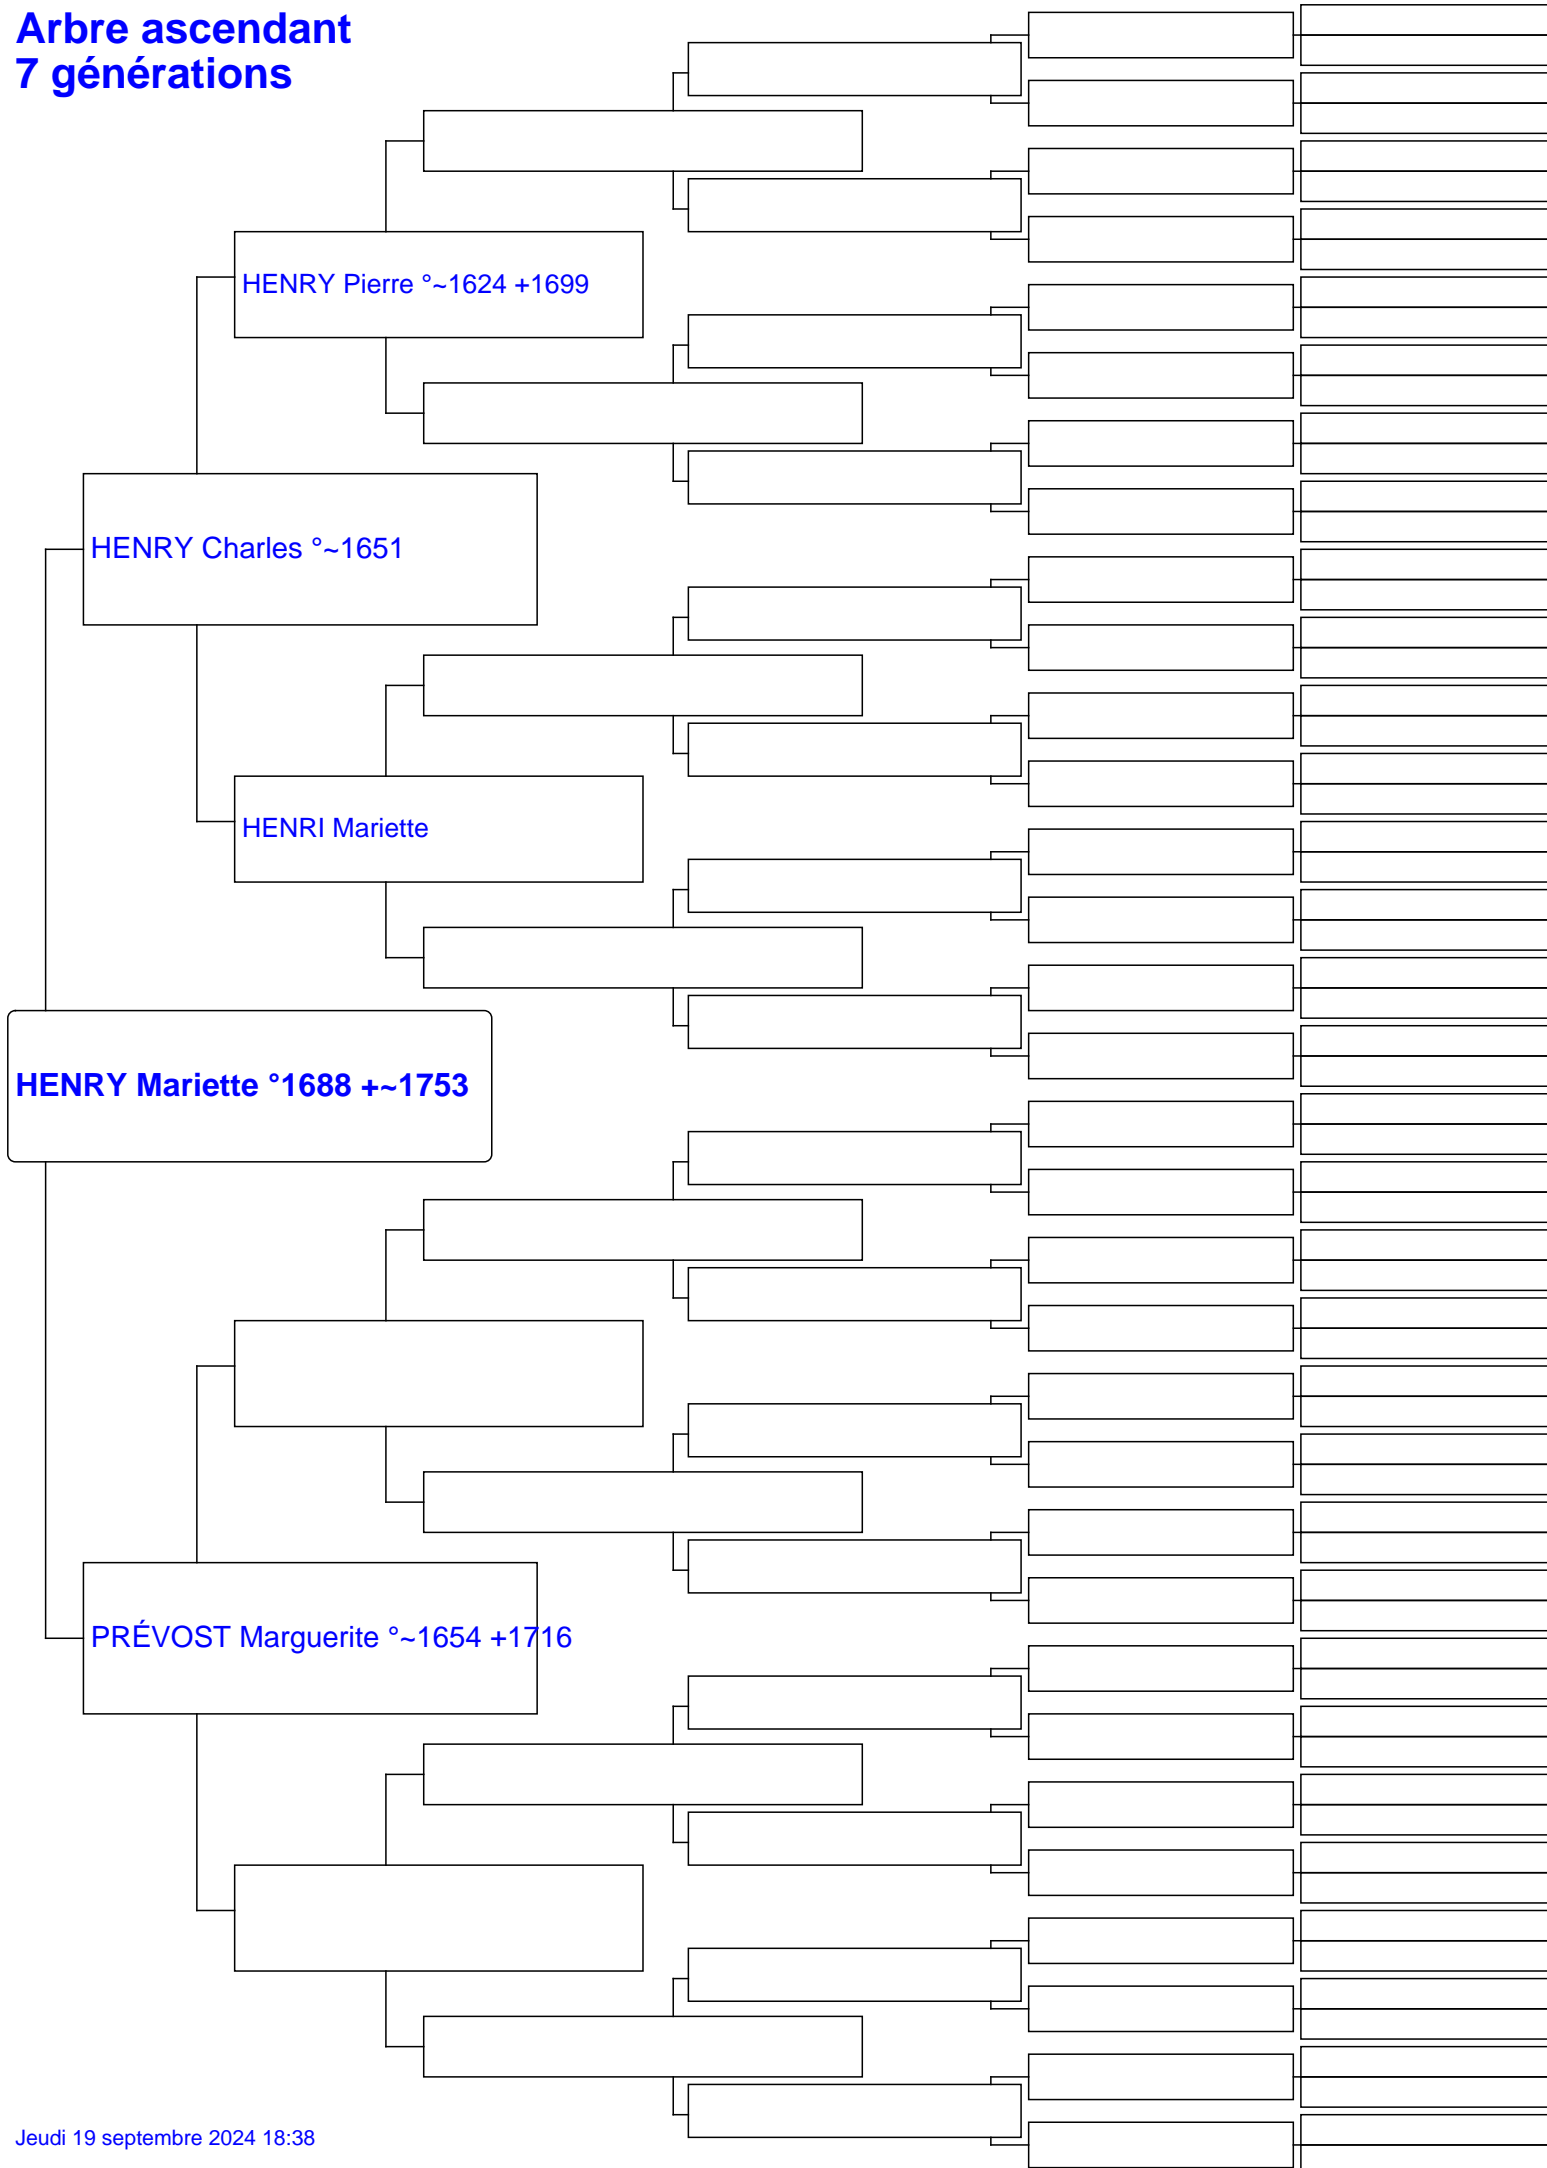 Arbre ascendant
7 générations
HENRY Pierre °~1624 +1699
HENRY Charles °~1651
HENRI Mariette
HENRY Mariette °1688 +~1753
PRÉVOST Marguerite °~1654 +1716
Jeudi 19 septembre 2024 18:38